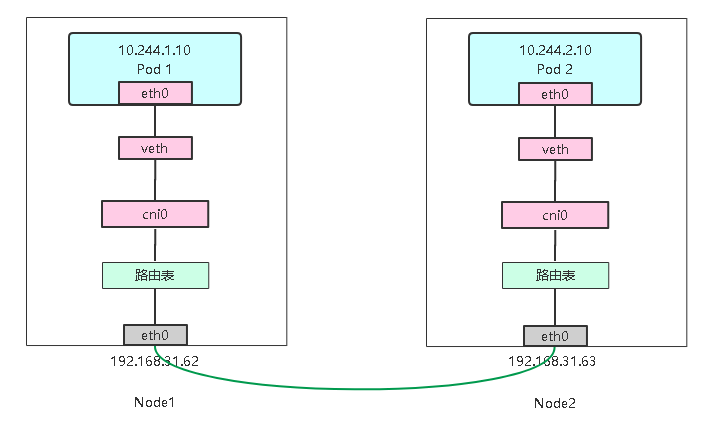 10.244.1.10
Pod 1
eth0
veth
cni0
路由表
eth0
192.168.31.62
Node1
10.244.2.10
Pod 2
eth0
veth
cni0
路由表
eth0
192.168.31.63
Node2